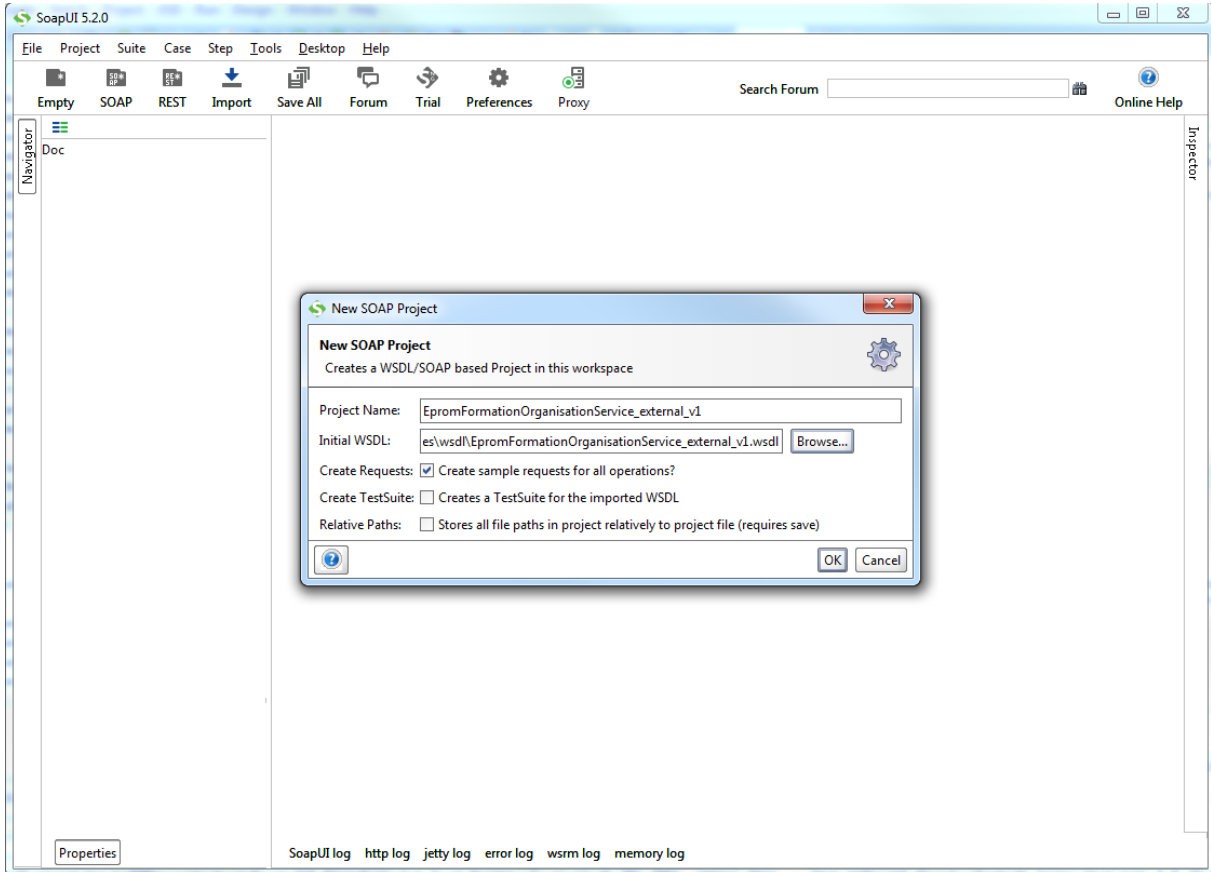 SoapUI 5.2.0
File Project Suite Case Step Tools Desktop Help
Empty SOAP REST Import Save All Forum Trial Preferences Proxy Search Forum Online Help
Navigator
Doc
Inspector
New SOAP Project
New SOAP Project
Creates a WSDL/SOAP based Project in this workspace
Project Name: EpromFormationOrganisationService_external_v1
Initial WSDL: es\wsdl\EpromFormationOrganisationService_external_v1.wsdl Browse...
Create Requests: Create sample requests for all operations?
Create TestSuite: Creates a TestSuite for the imported WSDL
Relative Paths: Stores all file paths in project relatively to project file (requires save)
OK Cancel
Properties
SoapUI log http log jetty log error log wsrm log memory log